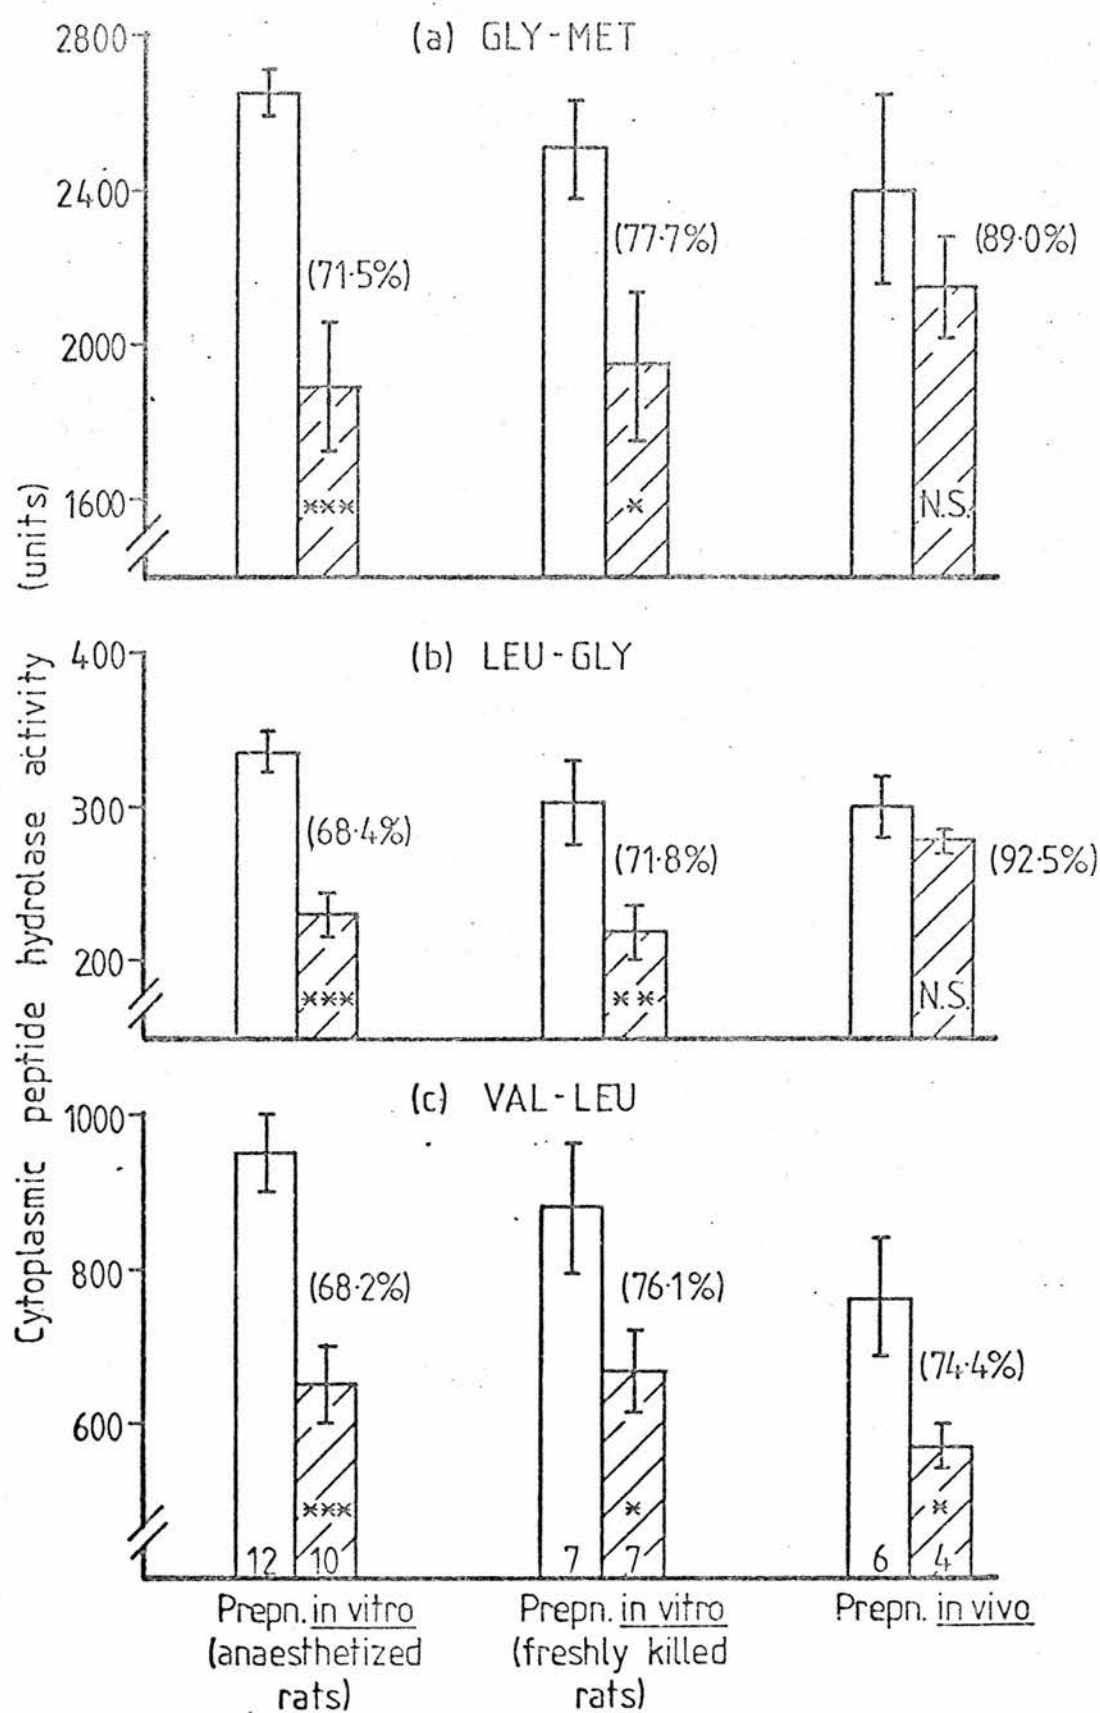 Cytoplasmic peptide hydrolase activity (units)
(a) GLY-MET
2800
2400
2000
1600
(71·5%)
(77·7%)
(89·0%)
***
*
N.S.
(b) LEU-GLY
400
300
200
(68·4%)
(71·8%)
(92·5%)
***
**
N.S.
(c) VAL-LEU
1000
800
600
(68·2%)
(76·1%)
(74·4%)
***
*
*
12 10 7 7 6 4
Prepn. in vitro
(anaesthetized
rats)
Prepn. in vitro
(freshly killed
rats)
Prepn. in vivo